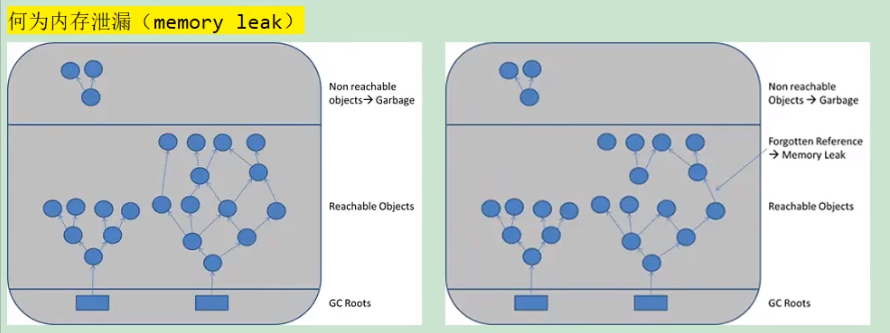 何为内存泄漏（memory leak）
Non reachable
objects→ Garbage
Reachable Objects
GC Roots
Non reachable
Objects → Garbage
Forgotten Reference
→ Memory Leak
Reachable Objects
GC Roots